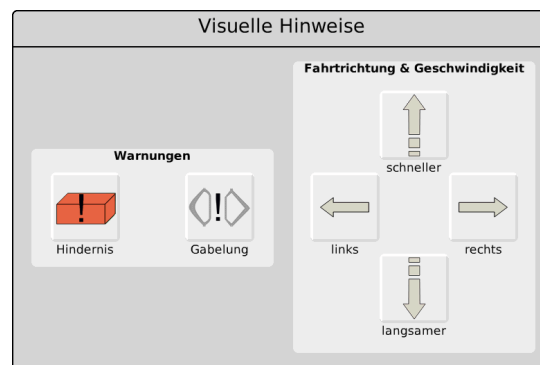 Visuelle Hinweise
Warnungen
!
Hindernis
!
Gabelung
Fahrtrichtung & Geschwindigkeit
schneller
links
rechts
langsamer